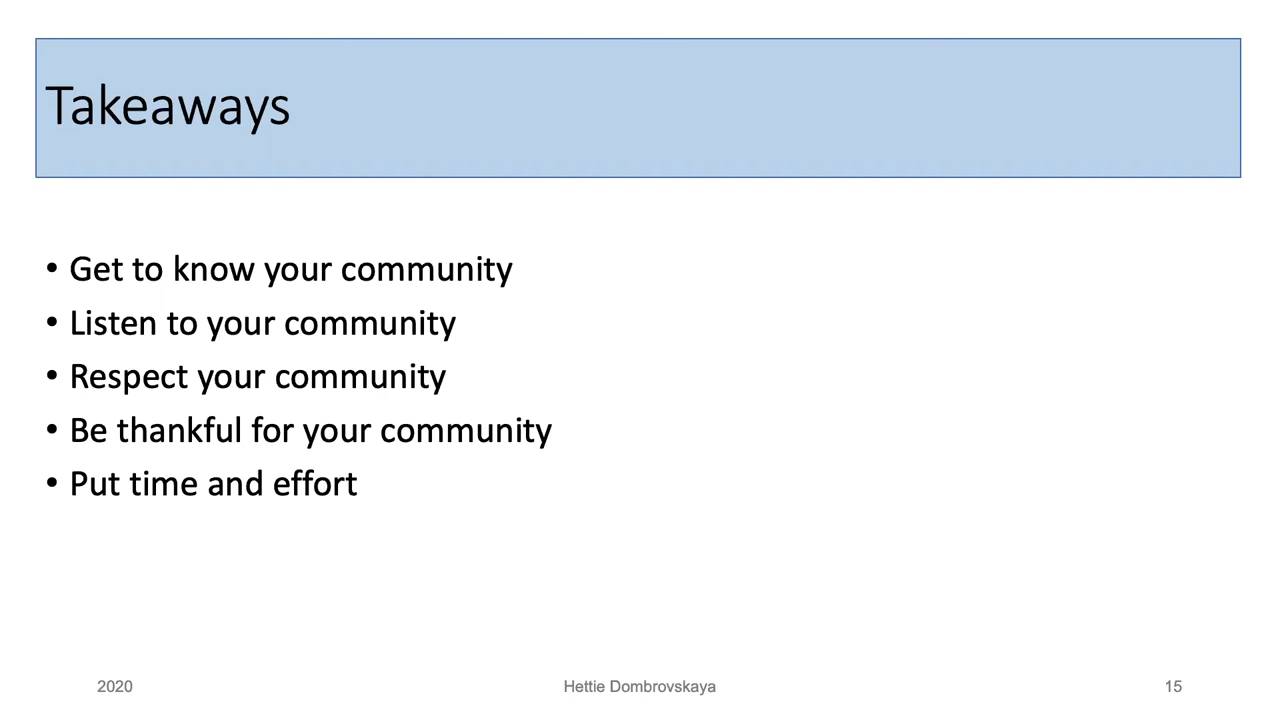 Takeaways
• Get to know your community
• Listen to your community
• Respect your community
• Be thankful for your community
• Put time and effort
2020 Hettie Dombrovskaya 15